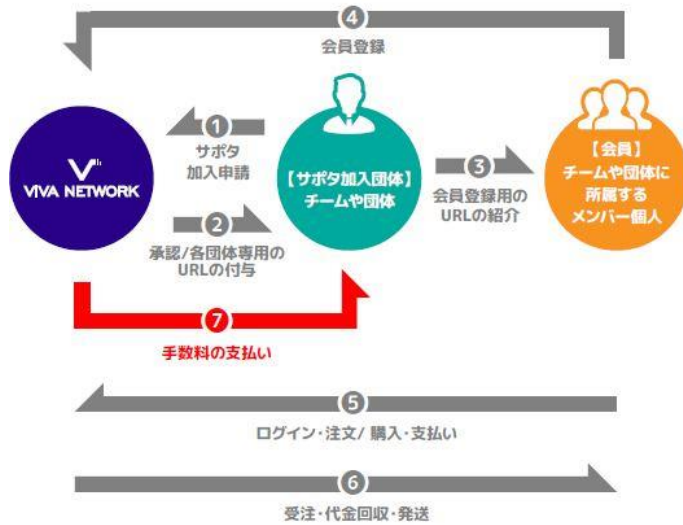 4
会員登録
1
サポタ
加入申請
VIVA NETWORK
【サポタ加入団体】
チームや団体
3
会員登録用の
URLの紹介
【会員】
チームや団体に
所属する
メンバー個人
2
承認/各団体専用の
URLの付与
7
手数料の支払い
5
ログイン・注文/ 購入・支払い
6
受注・代金回収・発送